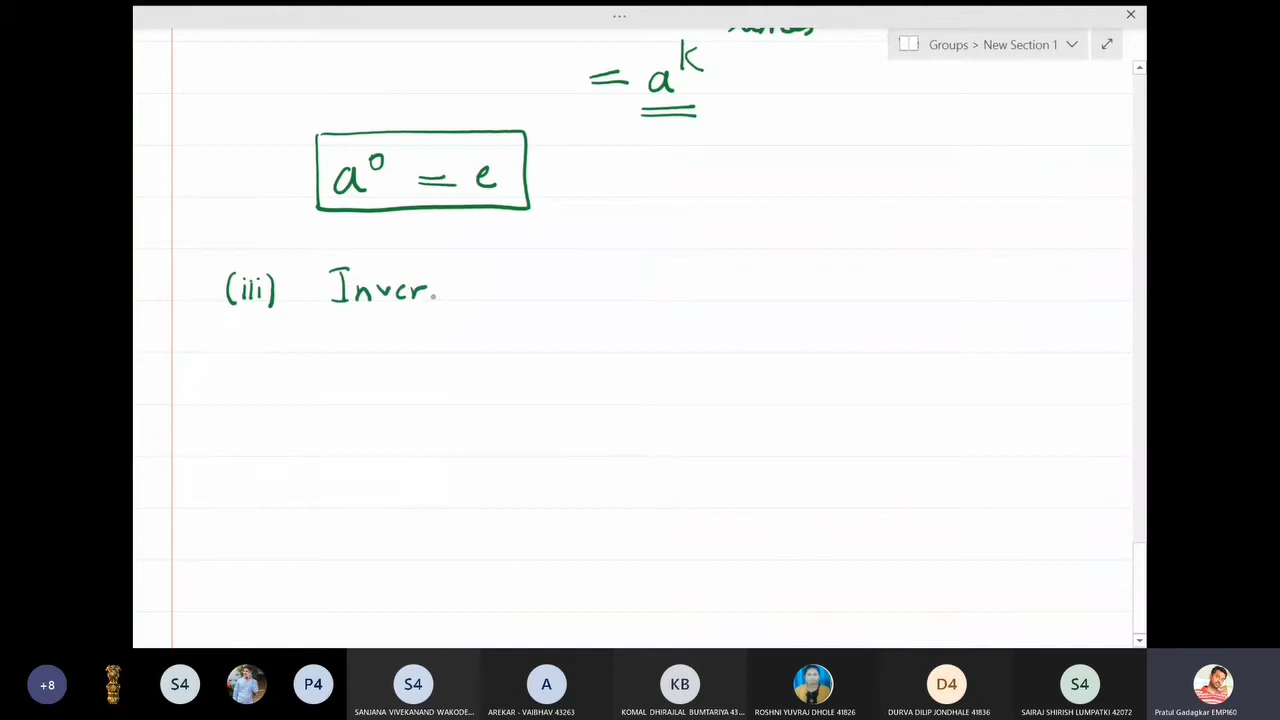 Groups > New Section 1
= a^k
a^0 = e
(iii) Inver
+8
S4
P4
S4
A
KB
D4
S4
SANJANA VIVEKANAND WAKODE...
AREKAR - VAIBHAV 43263
KOMAL DHIRAJLAL BUMTARIYA 43...
ROSHNI YUVRAJ DHOLE 41826
DURVA DILIP JONDHALE 41836
SAIRAJ SHIRISH LUMPATKI 42072
Pratul Gadagkar EMP160